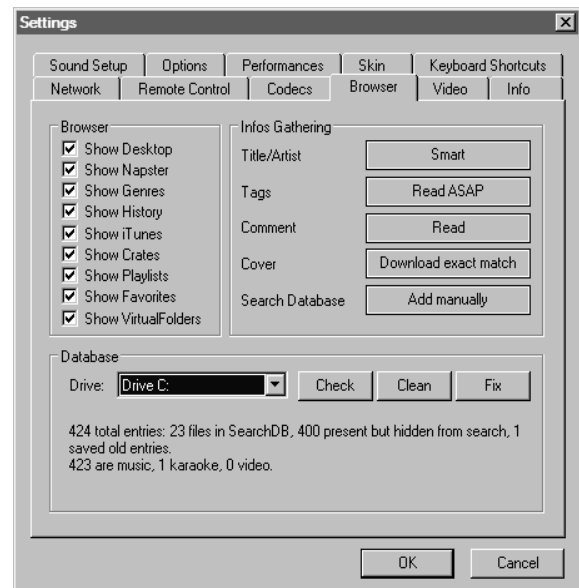 Settings
Sound Setup Options Performances Skin Keyboard Shortcuts
Network Remote Control Codecs Browser Video Info
Browser
Show Desktop
Show Napster
Show Genres
Show History
Show iTunes
Show Crates
Show Playlists
Show Favorites
Show VirtualFolders
Infos Gathering
Title/Artist Smart
Tags Read ASAP
Comment Read
Cover Download exact match
Search Database Add manually
Database
Drive: Drive C: Check Clean Fix
424 total entries: 23 files in SearchDB, 400 present but hidden from search, 1
saved old entries.
423 are music, 1 karaoke, 0 video.
OK Cancel